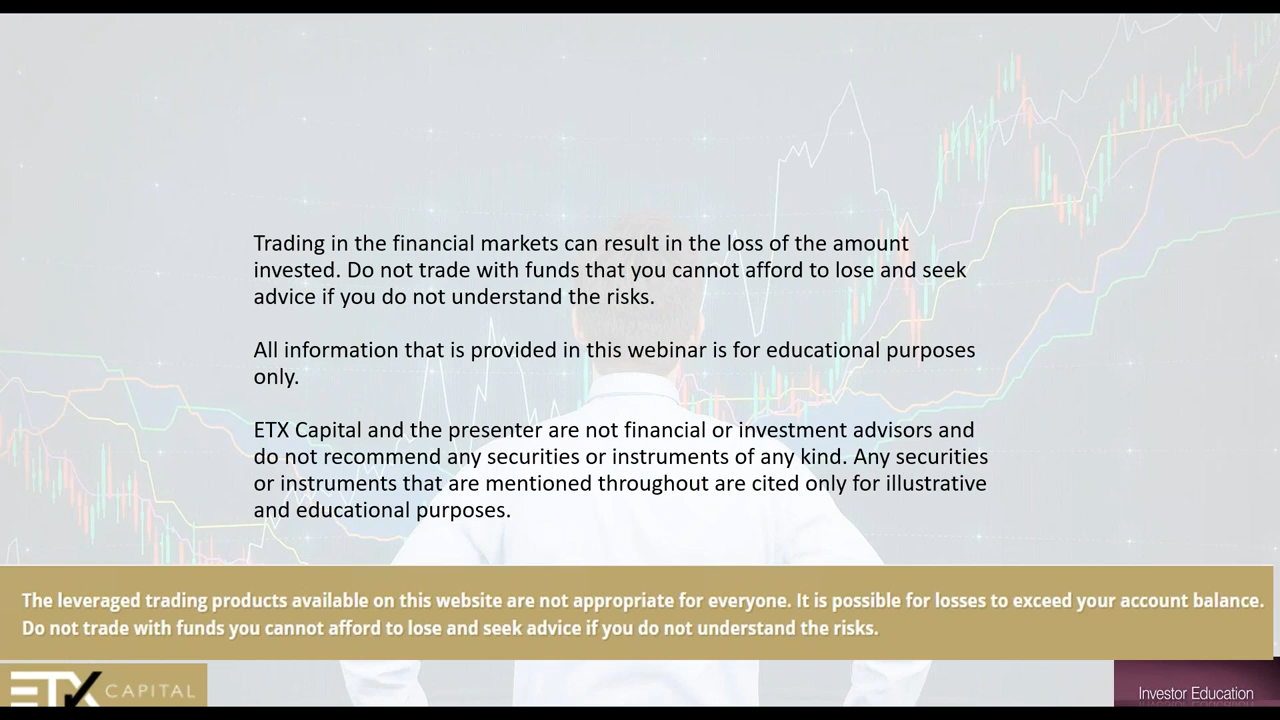 Trading in the financial markets can result in the loss of the amount
invested. Do not trade with funds that you cannot afford to lose and seek
advice if you do not understand the risks.
All information that is provided in this webinar is for educational purposes
only.
ETX Capital and the presenter are not financial or investment advisors and
do not recommend any securities or instruments of any kind. Any securities
or instruments that are mentioned throughout are cited only for illustrative
and educational purposes.
The leveraged trading products available on this website are not appropriate for everyone. It is possible for losses to exceed your account balance.
Do not trade with funds you cannot afford to lose and seek advice if you do not understand the risks.
ETX CAPITAL
Investor Education